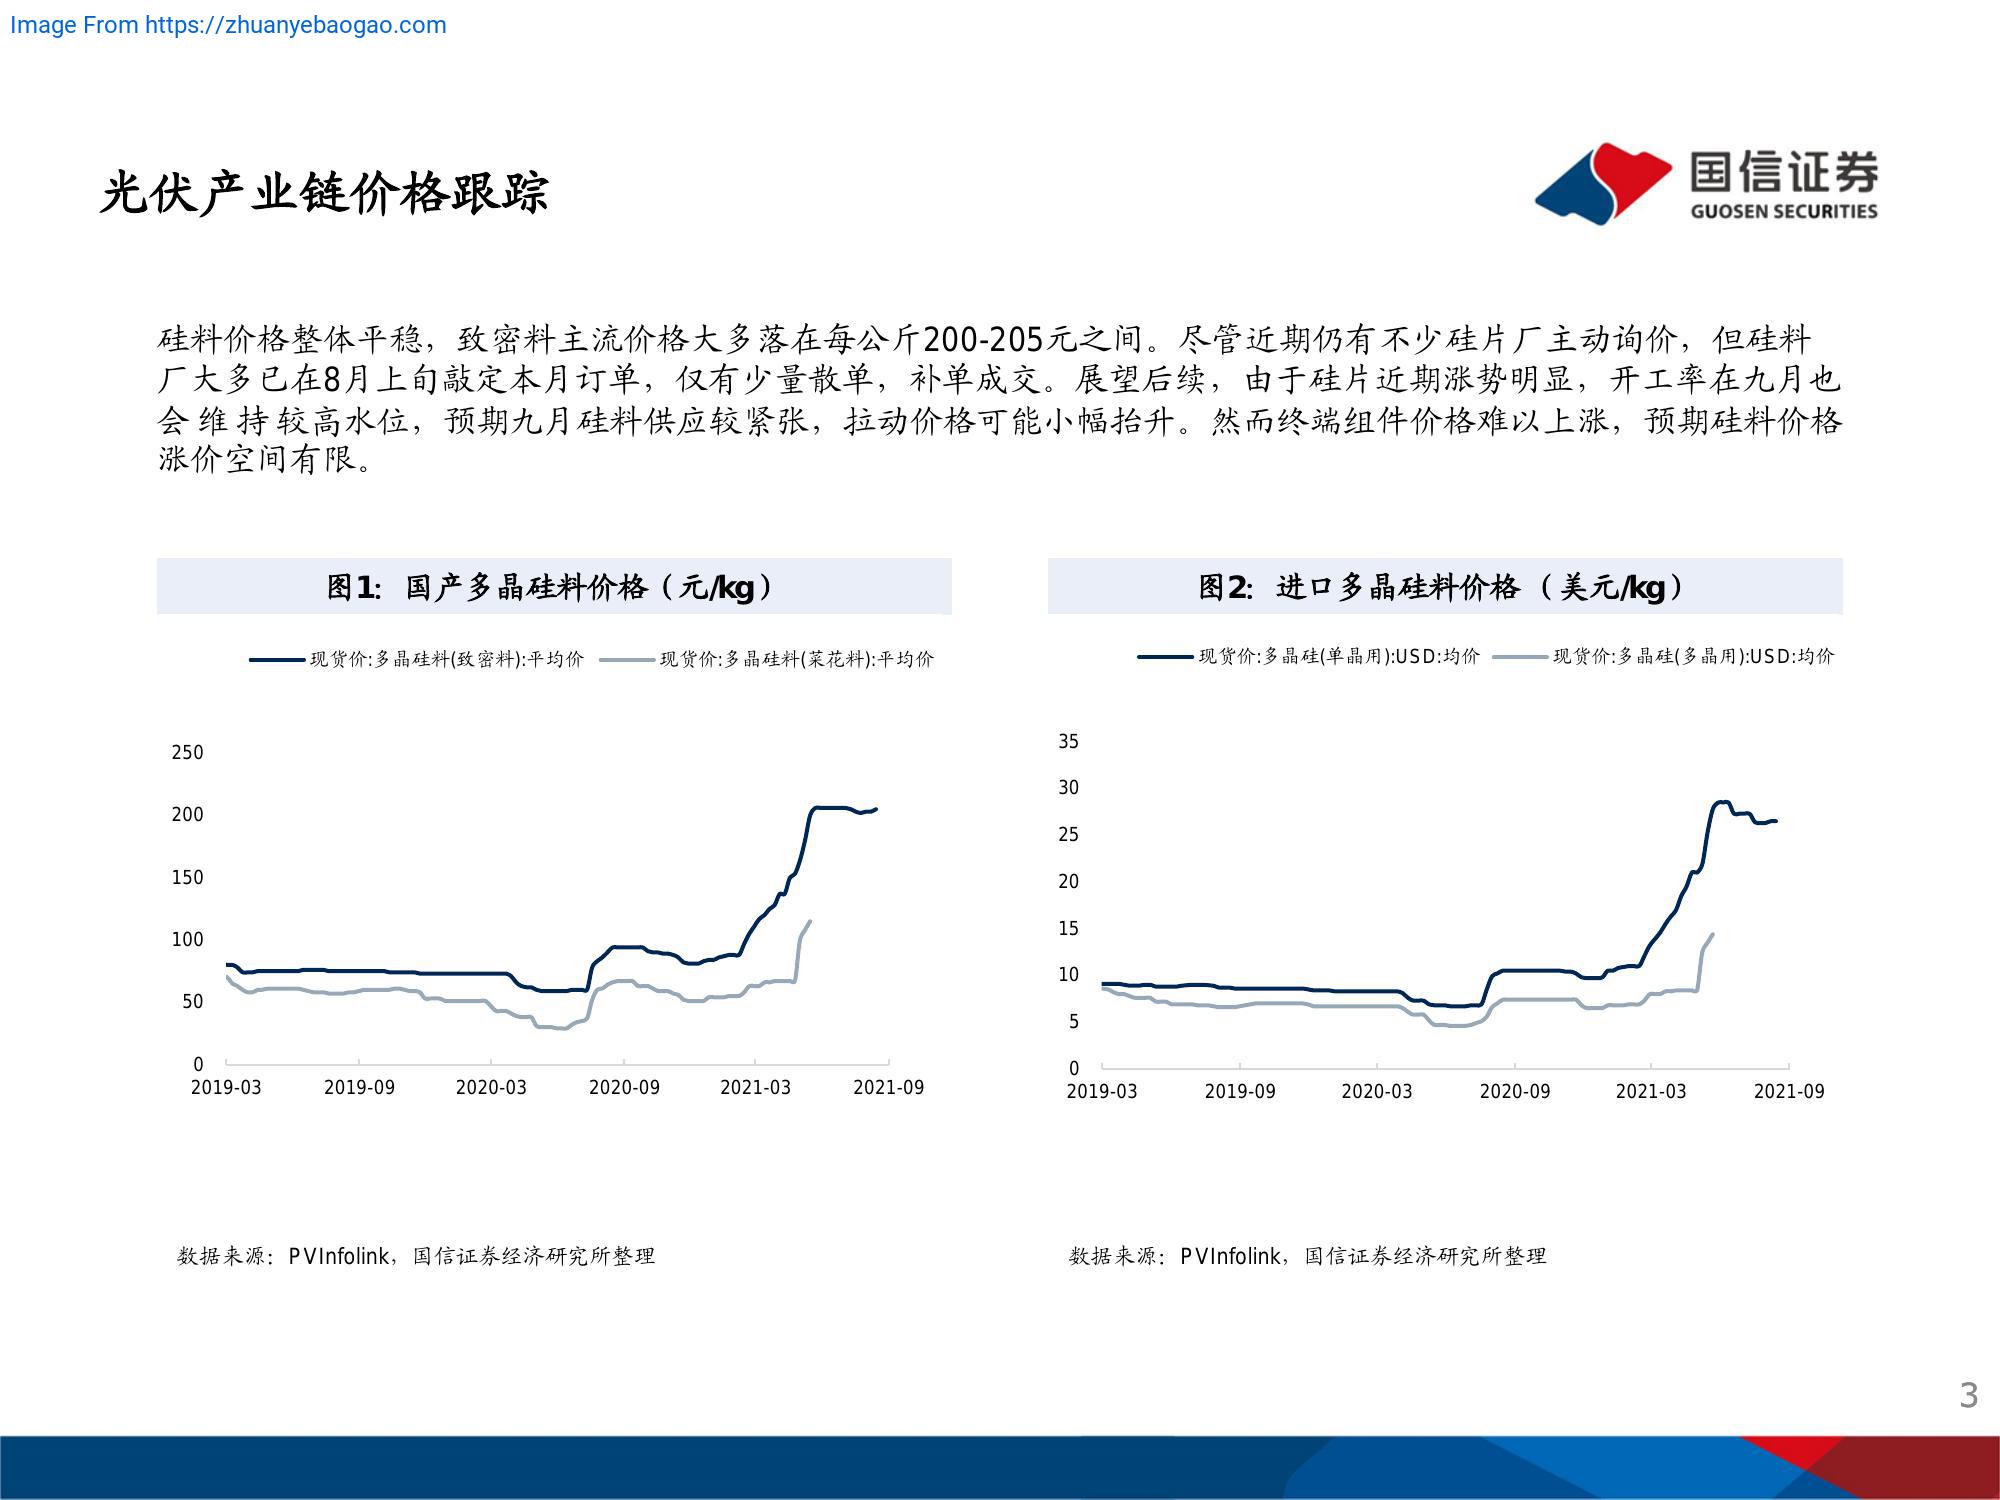 Image From https://zhuanyebaogao.com
光伏产业链价格跟踪
国信证券
GUOSEN SECURITIES
硅料价格整体平稳，致密料主流价格大多落在每公斤200-205元之间。尽管近期仍有不少硅片厂主动询价，但硅料
厂大多已在8月上旬敲定本月订单，仅有少量散单，补单成交。展望后续，由于硅片近期涨势明显，开工率在九月也
会维持较高水位，预期九月硅料供应较紧张，拉动价格可能小幅抬升。然而终端组件价格难以上涨，预期硅料价格
涨价空间有限。
图1：国产多晶硅料价格（元/kg）
现货价:多晶硅料(致密料):平均价 现货价:多晶硅料(菜花料):平均价
250
200
150
100
50
0
2019-03 2019-09 2020-03 2020-09 2021-03 2021-09
数据来源：PVInfolink，国信证券经济研究所整理
图2：进口多晶硅料价格（美元/kg）
现货价:多晶硅(单晶用):USD:均价 现货价:多晶硅(多晶用):USD:均价
35
30
25
20
15
10
5
0
2019-03 2019-09 2020-03 2020-09 2021-03 2021-09
数据来源：PVInfolink，国信证券经济研究所整理
3